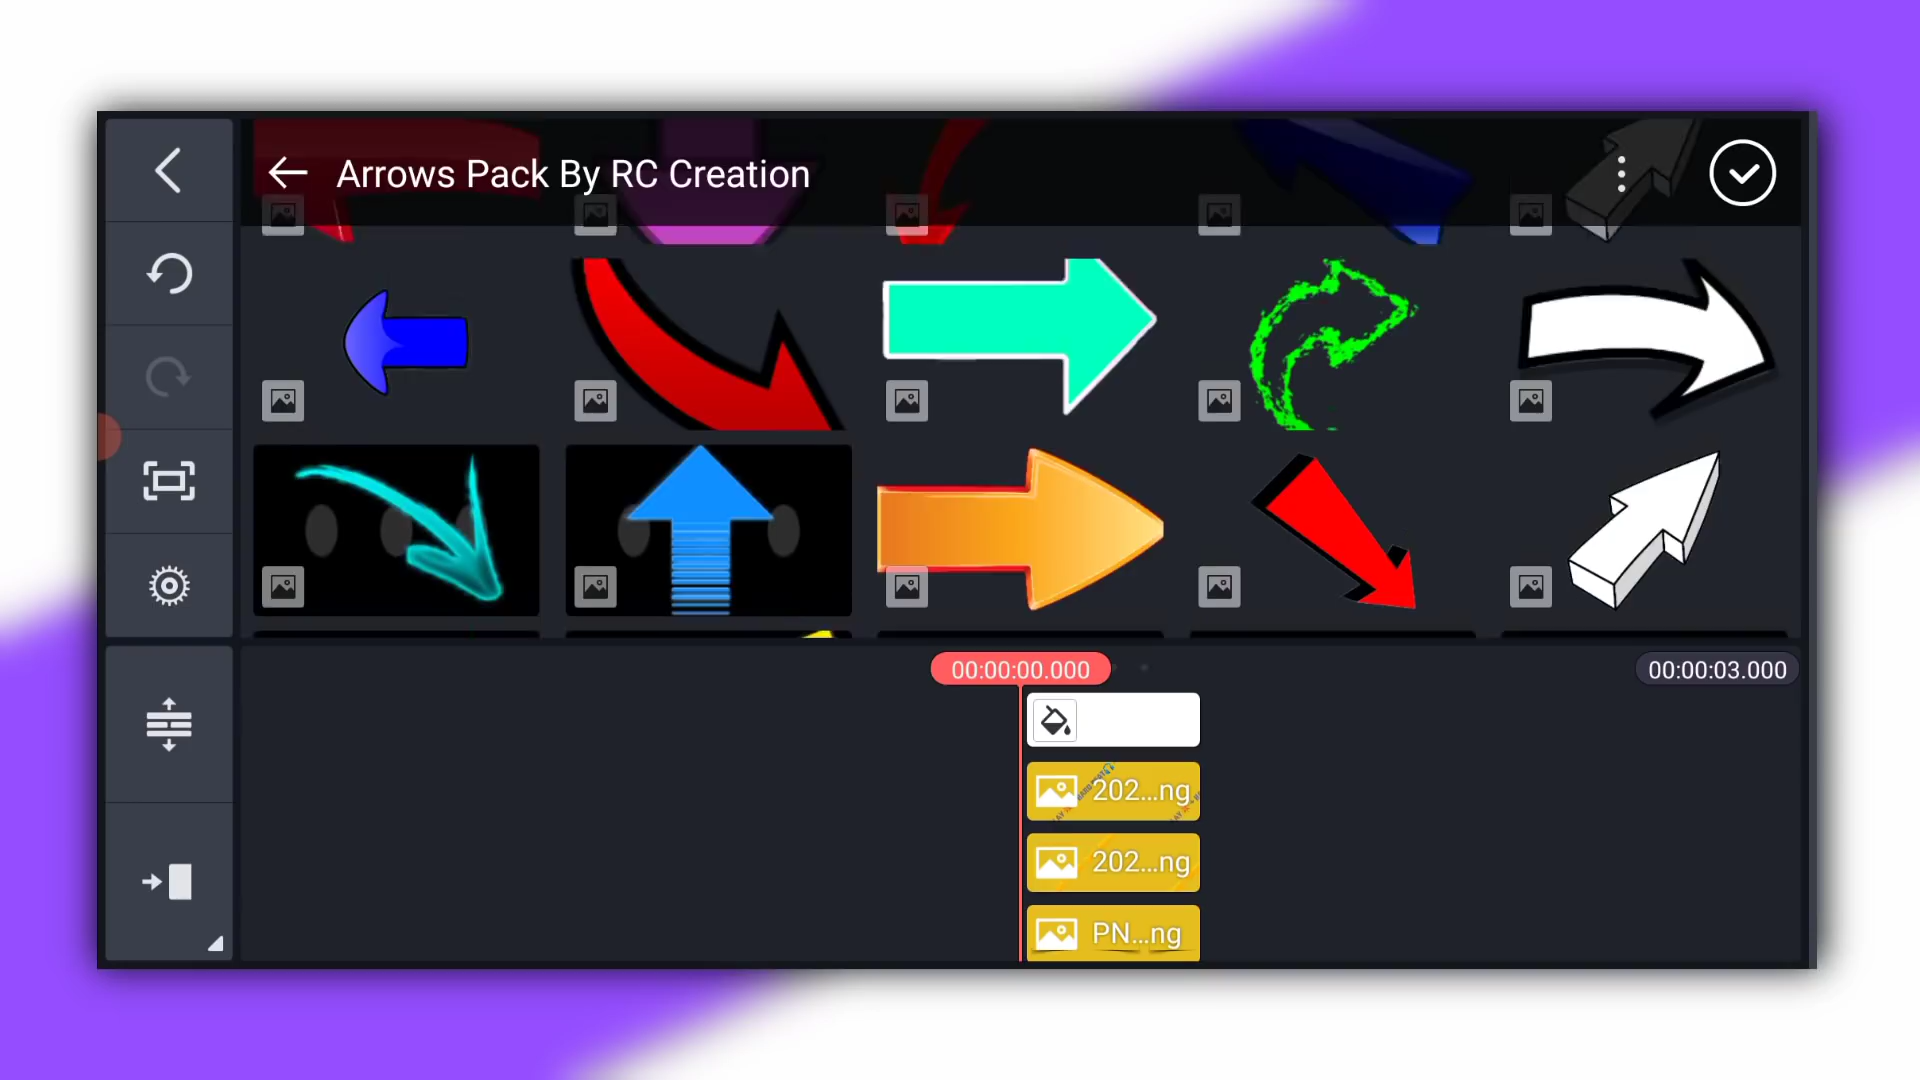 Arrows Pack By RC Creation
00:00:00.000
00:00:03.000
202...ng
202...ng
PN...ng